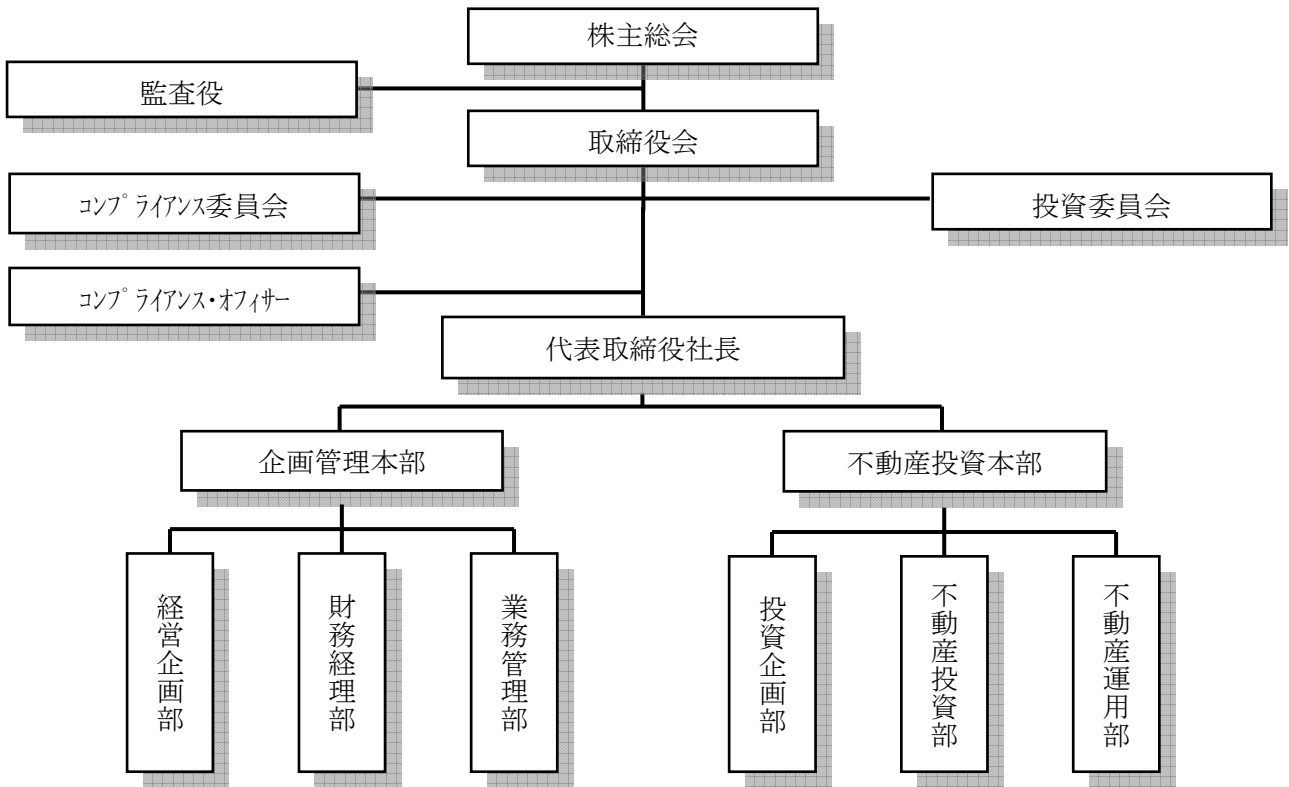 株主総会
監査役
取締役会
ｺﾝﾌﾟﾗｲｱﾝｽ委員会
投資委員会
ｺﾝﾌﾟﾗｲｱﾝｽ・ｵﾌｨｻｰ
代表取締役社長
企画管理本部
不動産投資本部
経営企画部
財務経理部
業務管理部
投資企画部
不動産投資部
不動産運用部